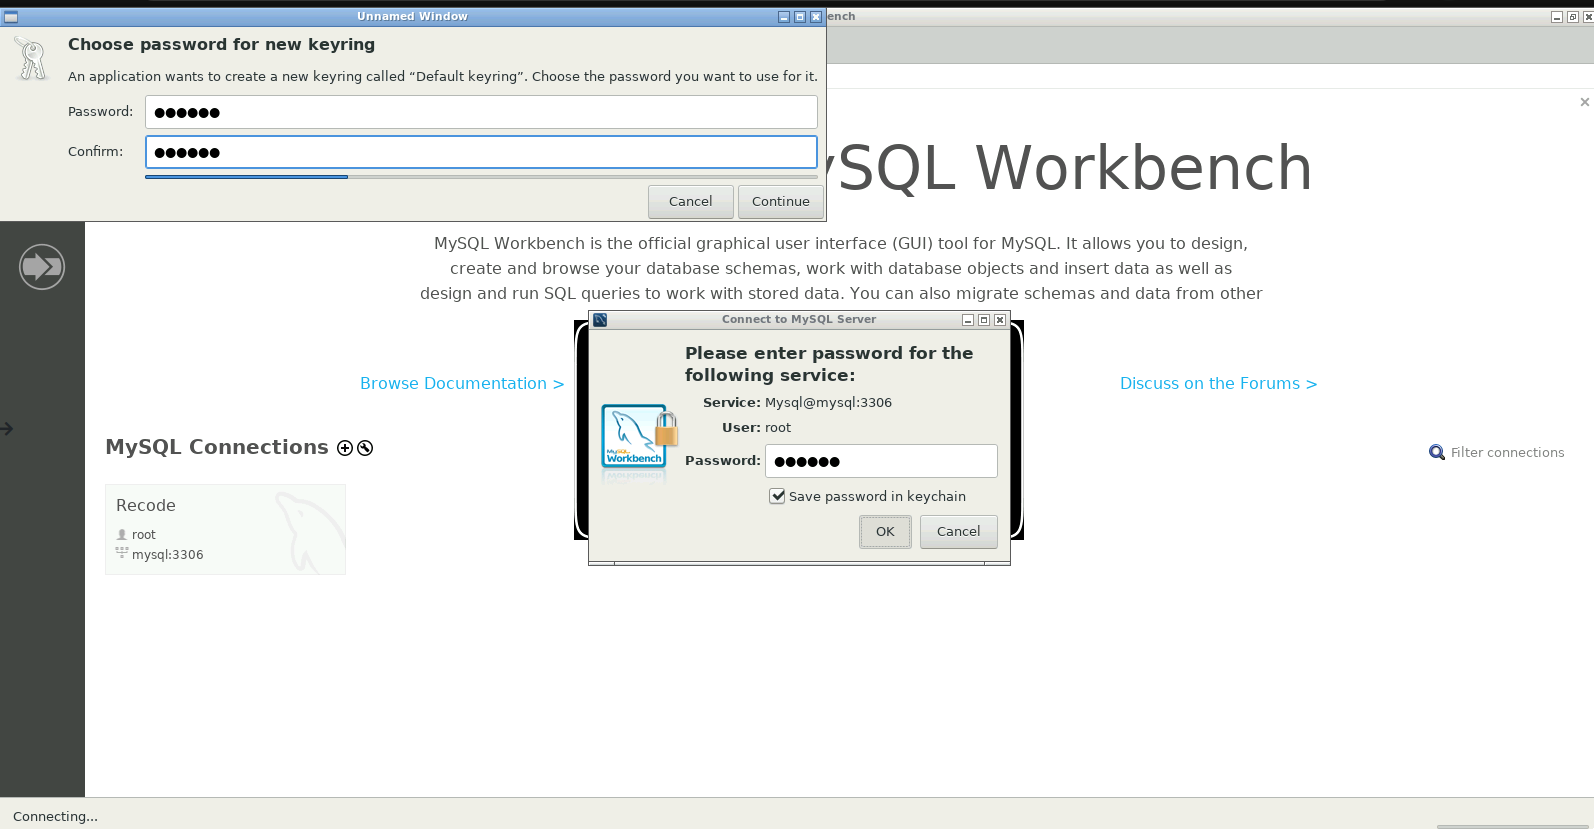 Unnamed Window
ench
Choose password for new keyring
An application wants to create a new keyring called “Default keyring”. Choose the password you want to use for it.
Password: ●●●●●●
Confirm: ●●●●●●
Cancel Continue
ySQL Workbench
MySQL Workbench is the official graphical user interface (GUI) tool for MySQL. It allows you to design,
create and browse your database schemas, work with database objects and insert data as well as
design and run SQL queries to work with stored data. You can also migrate schemas and data from other
Connect to MySQL Server
Please enter password for the
following service:
Service: Mysql@mysql:3306
User: root
Password: ●●●●●●
Save password in keychain
OK Cancel
My SQL
Workbench
Browse Documentation >
Discuss on the Forums >
MySQL Connections
Filter connections
Recode
root
mysql:3306
Connecting...